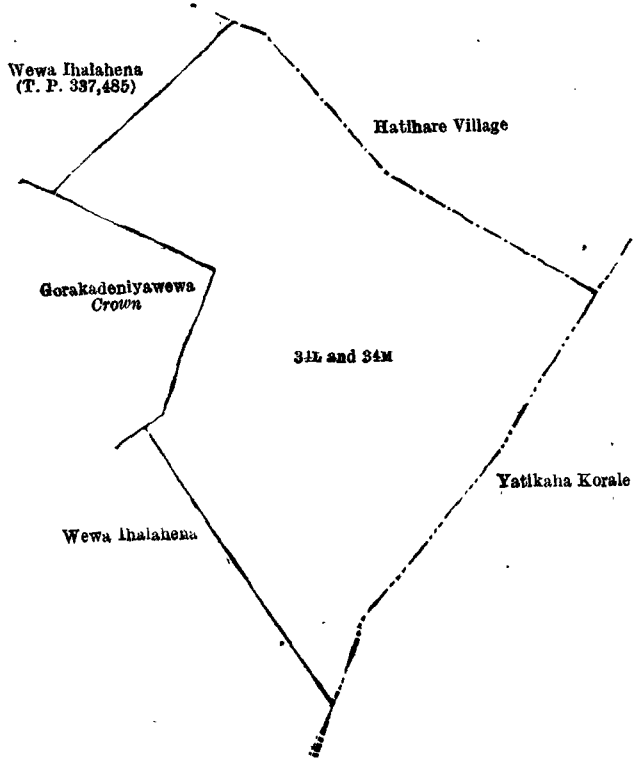 Wewa Ihalahena
(T. P. 337,485)
Hatihare Village
Gorakadeniyawewa
Crown
34L and 34M
Yatikaha Korale
Wewa Ihalahena